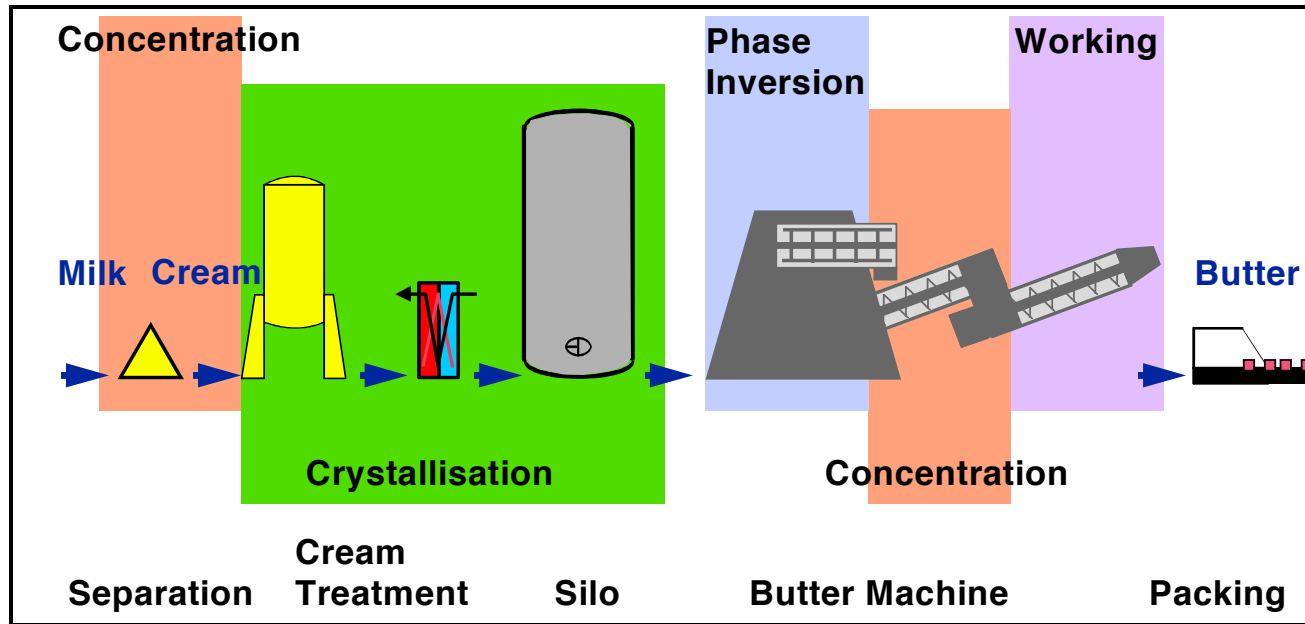 Concentration
Phase
Inversion
Working
Milk
Cream
Butter
Crystallisation
Concentration
Separation
Cream
Treatment
Silo
Butter Machine
Packing